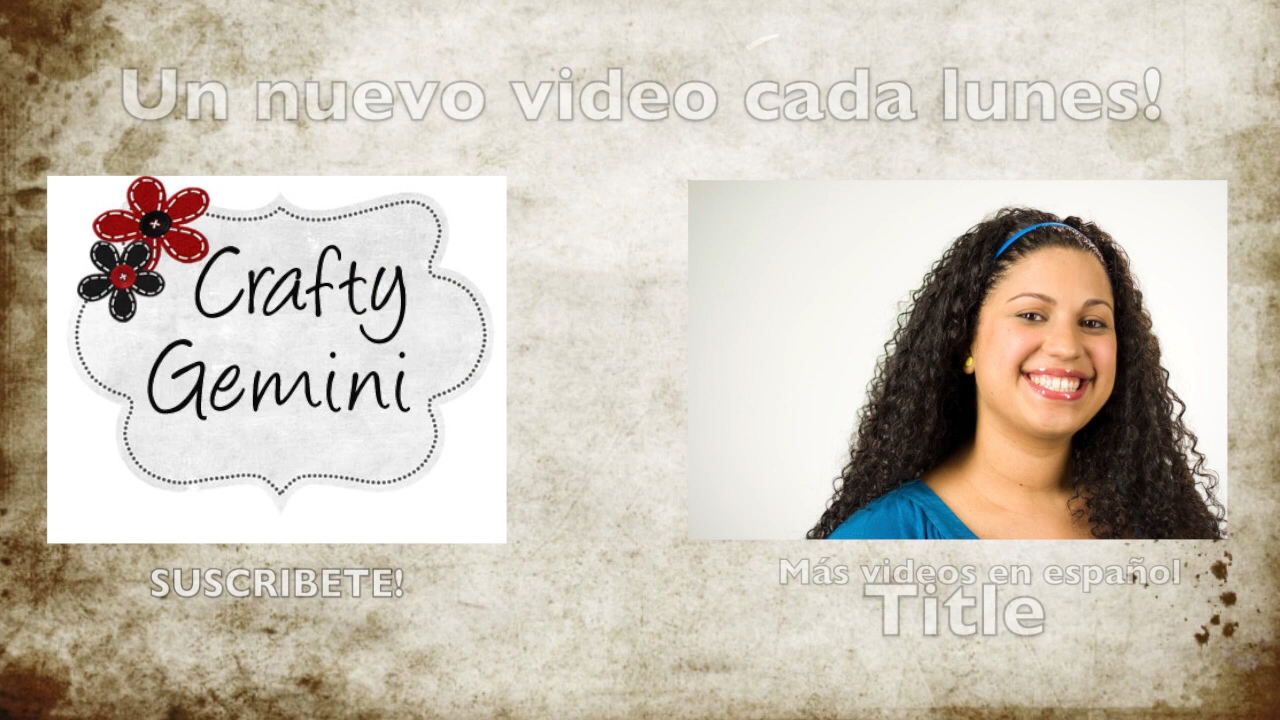 Un nuevo video cada lunes!
Crafty
Gemini
SUSCRIBETE!
Más videos en español
Title